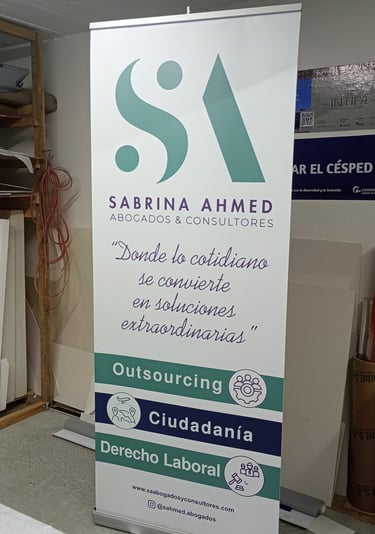 SA
SABRINA AHMED
ABOGADOS & CONSULTORES
“Donde lo cotidiano
se convierte
en soluciones
extraordinarias”
Outsourcing
Ciudadanía
Derecho Laboral
www.saabogadosyconsultores.com
@sahmed.abogados
AR EL CÉSPED